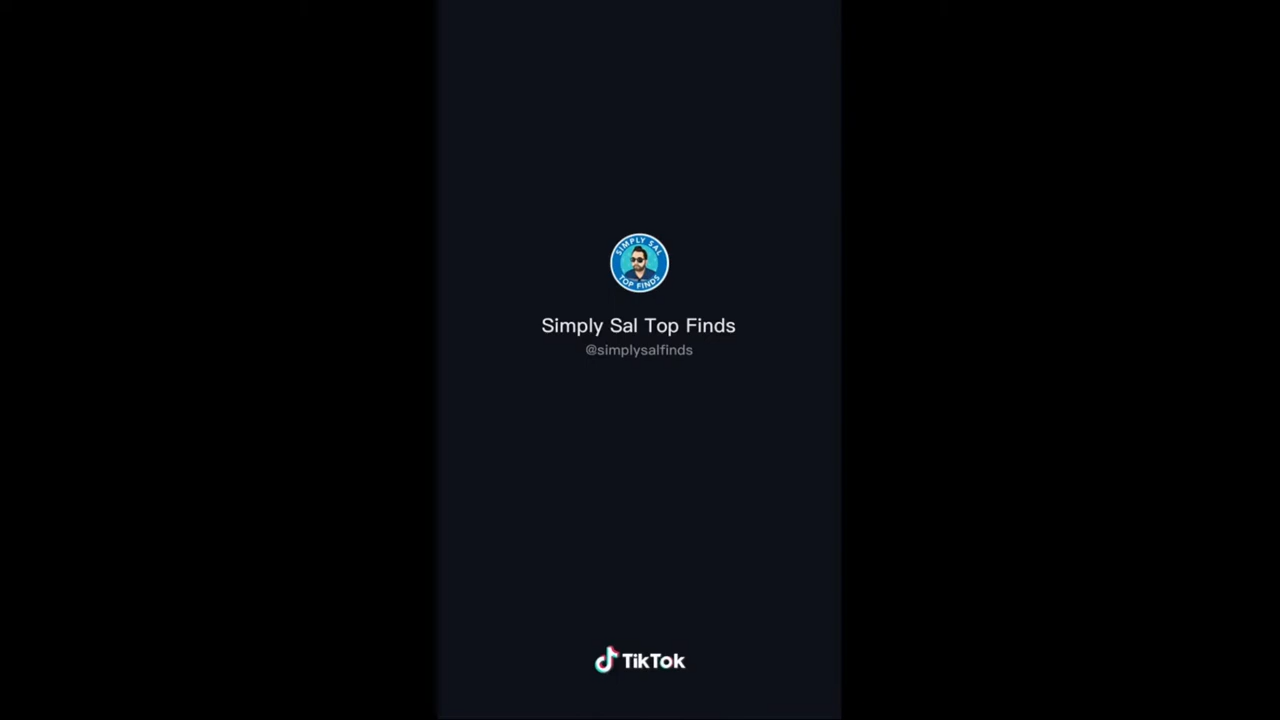 SIMPLY SAL
TOP FINDS
Simply Sal Top Finds
@simplysalfinds
TikTok